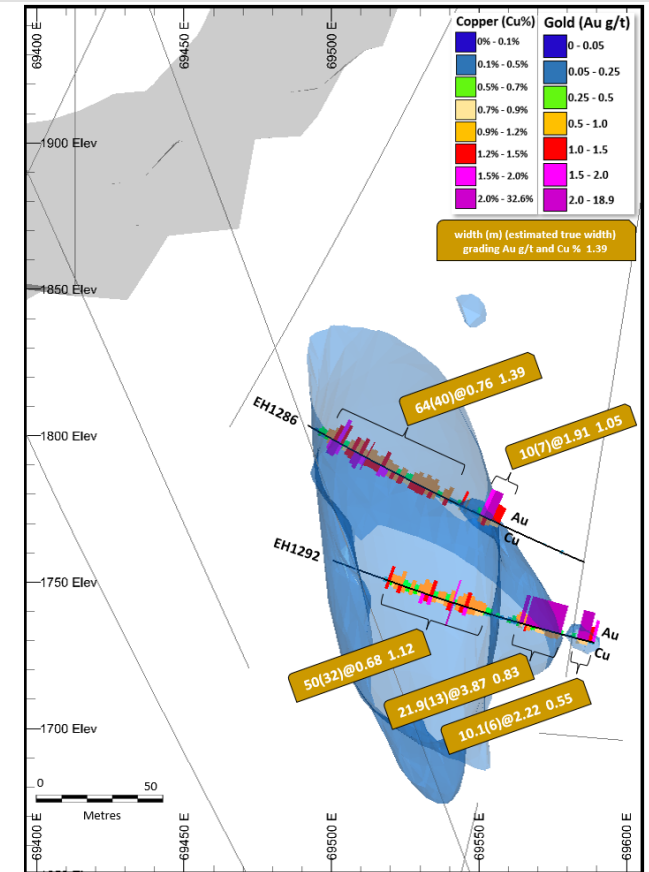 69400 E
69450 E
69500 E
Copper (Cu%)
0% - 0.1%
0.1% - 0.5%
0.5% - 0.7%
0.7% - 0.9%
0.9% - 1.2%
1.2% - 1.5%
1.5% - 2.0%
2.0% - 32.6%
Gold (Au g/t)
0 - 0.05
0.05 - 0.25
0.25 - 0.5
0.5 - 1.0
1.0 - 1.5
1.5 - 2.0
2.0 - 18.9
width (m) (estimated true width)
grading Au g/t and Cu % 1.39
1900 Elev
1850 Elev
64(40)@0.76 1.39
EH1286
10(7)@1.91 1.05
1800 Elev
Au
Cu
EH1292
1750 Elev
Au
Cu
50(32)@0.68 1.12
21.9(13)@3.87 0.83
10.1(6)@2.22 0.55
1700 Elev
0 50
Metres
69400 E
69450 E
69500 E
69550 E
69600 E